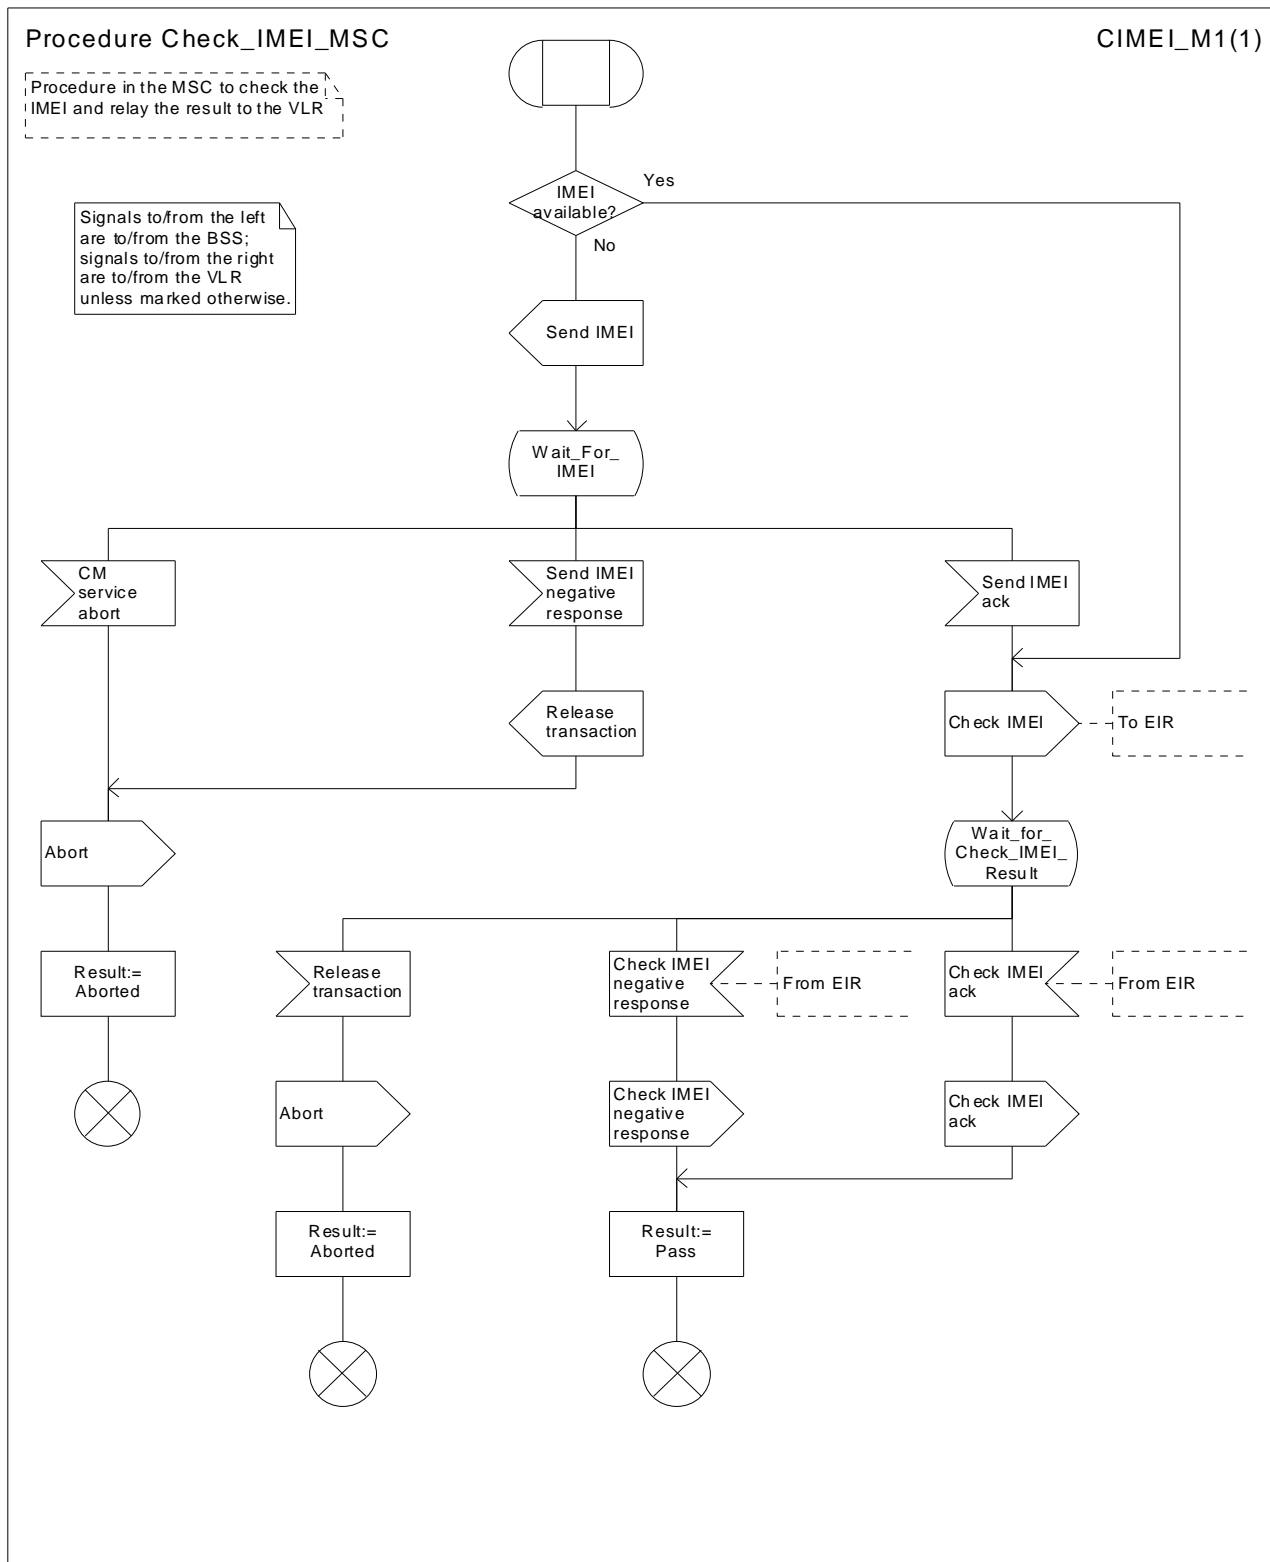 Procedure Check_IMEI_MSC
CIMEI_M1(1)
Procedure in the MSC to check the
IMEI and relay the result to the VLR
Signals to/from the left
are to/from the BSS;
signals to/from the right
are to/from the VLR
unless marked otherwise.
IMEI
available?
Yes
No
Send IMEI
Wait_For_
IMEI
CM
service
abort
Send IMEI
negative
response
Send IMEI
ack
Release
transaction
Check IMEI
To EIR
Abort
Wait_for_
Check_IMEI_
Result
Result:=
Aborted
Release
transaction
Check IMEI
negative
response
From EIR
Check IMEI
ack
From EIR
Abort
Check IMEI
negative
response
Check IMEI
ack
Result:=
Aborted
Result:=
Pass